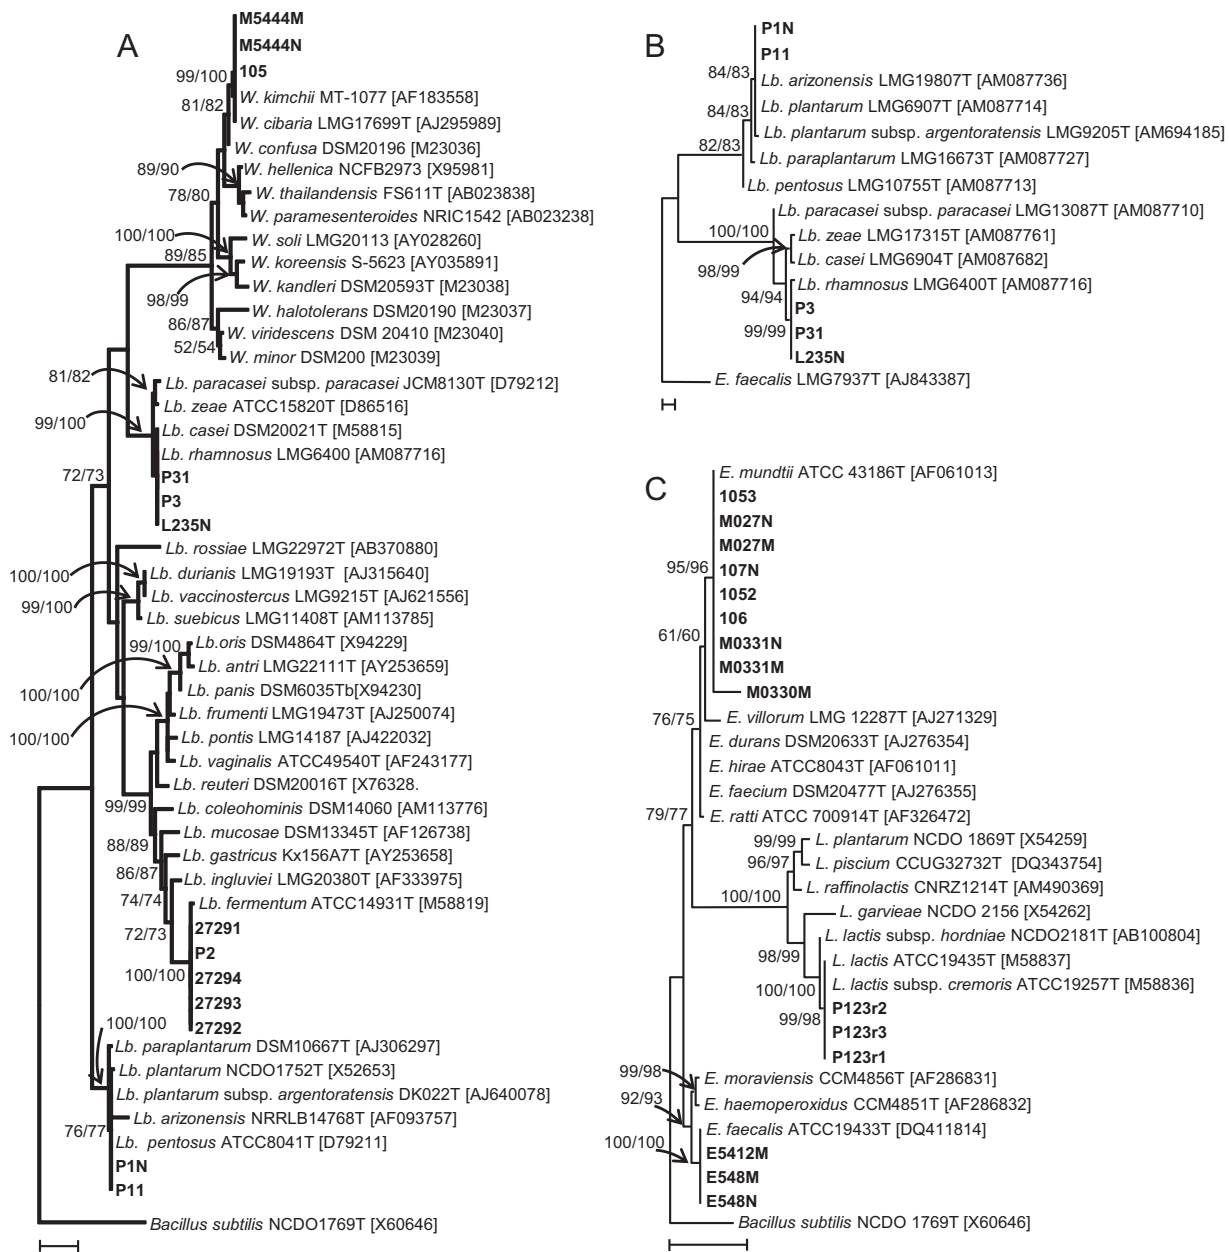 A
M5444M
M5444N
105
99/100
W. kimchii MT-1077 [AF183558]
81/82
W. cibaria LMG17699T [AJ295989]
W. confusa DSM20196 [M23036]
89/90
W. hellenica NCFB2973 [X95981]
78/80
W. thailandensis FS611T [AB023838]
W. paramesenteroides NRIC1542 [AB023238]
100/100
W. soli LMG20113 [AY028260]
89/85
W. koreensis S-5623 [AY035891]
98/99
W. kandleri DSM20593T [M23038]
W. halotolerans DSM20190 [M23037]
86/87
W. viridescens DSM 20410 [M23040]
52/54
W. minor DSM200 [M23039]
81/82
Lb. paracasei subsp. paracasei JCM8130T [D79212]
Lb. zeae ATCC15820T [D86516]
99/100
Lb. casei DSM20021T [M58815]
Lb. rhamnosus LMG6400 [AM087716]
72/73
P31
P3
L235N
Lb. rossiae LMG22972T [AB370880]
100/100
Lb. durianis LMG19193T [AJ315640]
99/100
Lb. vaccinostercus LMG9215T [AJ621556]
Lb. suebicus LMG11408T [AM113785]
99/100
Lb.oris DSM4864T [X94229]
Lb. antri LMG22111T [AY253659]
100/100
Lb. panis DSM6035Tb[X94230]
Lb. frumenti LMG19473T [AJ250074]
100/100
Lb. pontis LMG14187 [AJ422032]
Lb. vaginalis ATCC49540T [AF243177]
Lb. reuteri DSM20016T [X76328.
99/99
Lb. coleohominis DSM14060 [AM113776]
Lb. mucosae DSM13345T [AF126738]
88/89
Lb. gastricus Kx156A7T [AY253658]
86/87
Lb. ingluviei LMG20380T [AF333975]
74/74
Lb. fermentum ATCC14931T [M58819]
72/73
27291
P2
100/100
27294
27293
27292
100/100
Lb. paraplantarum DSM10667T [AJ306297]
Lb. plantarum NCDO1752T [X52653]
Lb. plantarum subsp. argentoratensis DK022T [AJ640078]
Lb. arizonensis NRRLB14768T [AF093757]
76/77
Lb. pentosus ATCC8041T [D79211]
P1N
P11
Bacillus subtilis NCDO1769T [X60646]
B
P1N
P11
84/83
Lb. arizonensis LMG19807T [AM087736]
84/83
Lb. plantarum LMG6907T [AM087714]
Lb. plantarum subsp. argentoratensis LMG9205T [AM694185]
82/83
Lb. paraplantarum LMG16673T [AM087727]
Lb. pentosus LMG10755T [AM087713]
Lb. paracasei subsp. paracasei LMG13087T [AM087710]
100/100
Lb. zeae LMG17315T [AM087761]
98/99
Lb. casei LMG6904T [AM087682]
Lb. rhamnosus LMG6400T [AM087716]
94/94
P3
99/99
P31
L235N
E. faecalis LMG7937T [AJ843387]
C
E. mundtii ATCC 43186T [AF061013]
1053
M027N
M027M
95/96
107N
1052
106
61/60
M0331N
M0331M
M0330M
76/75
E. villorum LMG 12287T [AJ271329]
E. durans DSM20633T [AJ276354]
E. hirae ATCC8043T [AF061011]
E. faecium DSM20477T [AJ276355]
79/77
E. ratti ATCC 700914T [AF326472]
99/99
L. plantarum NCDO 1869T [X54259]
96/97
L. piscium CCUG32732T [DQ343754]
L. raffinolactis CNRZ1214T [AM490369]
100/100
L. garvieae NCDO 2156 [X54262]
L. lactis subsp. hordniae NCDO2181T [AB100804]
98/99
L. lactis ATCC19435T [M58837]
L. lactis subsp. cremoris ATCC19257T [M58836]
100/100
P123r2
99/98
P123r3
P123r1
99/98
E. moraviensis CCM4856T [AF286831]
92/93
E. haemoperoxidus CCM4851T [AF286832]
E. faecalis ATCC19433T [DQ411814]
100/100
E5412M
E548M
E548N
Bacillus subtilis NCDO 1769T [X60646]